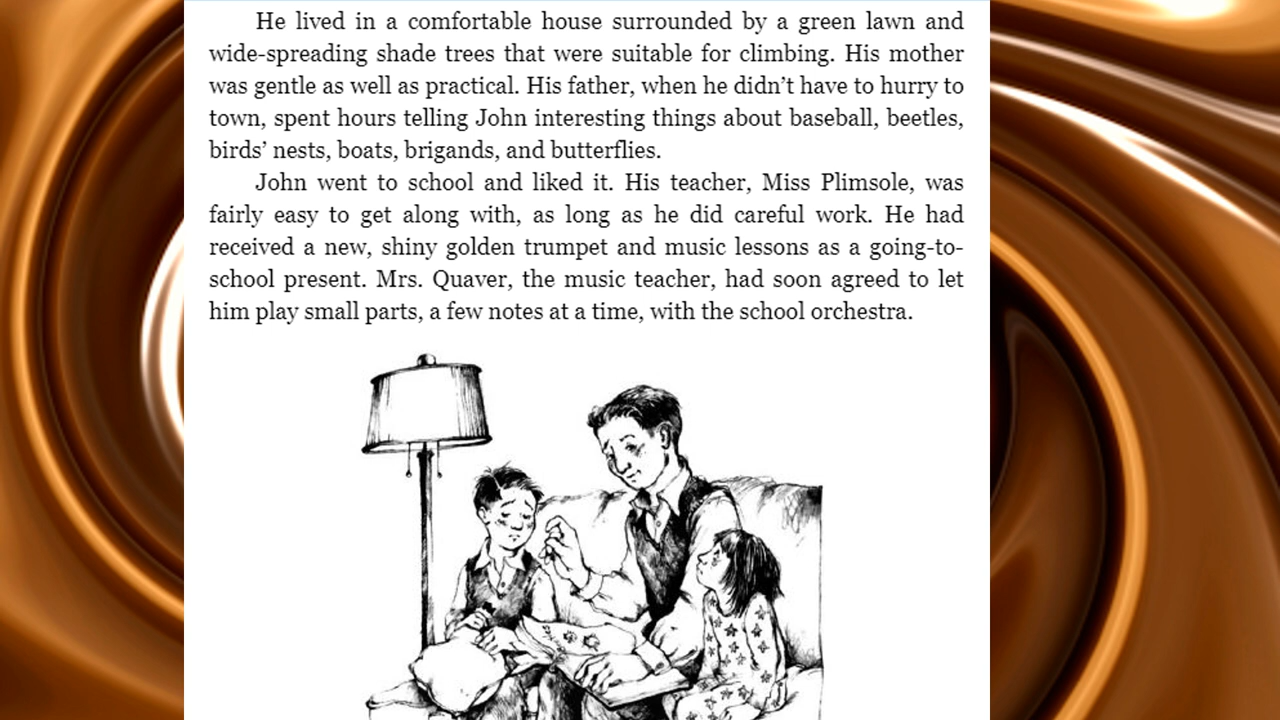 He lived in a comfortable house surrounded by a green lawn and
wide-spreading shade trees that were suitable for climbing. His mother
was gentle as well as practical. His father, when he didn’t have to hurry to
town, spent hours telling John interesting things about baseball, beetles,
birds’ nests, boats, brigands, and butterflies.
John went to school and liked it. His teacher, Miss Plimsole, was
fairly easy to get along with, as long as he did careful work. He had
received a new, shiny golden trumpet and music lessons as a going-to-
school present. Mrs. Quaver, the music teacher, had soon agreed to let
him play small parts, a few notes at a time, with the school orchestra.